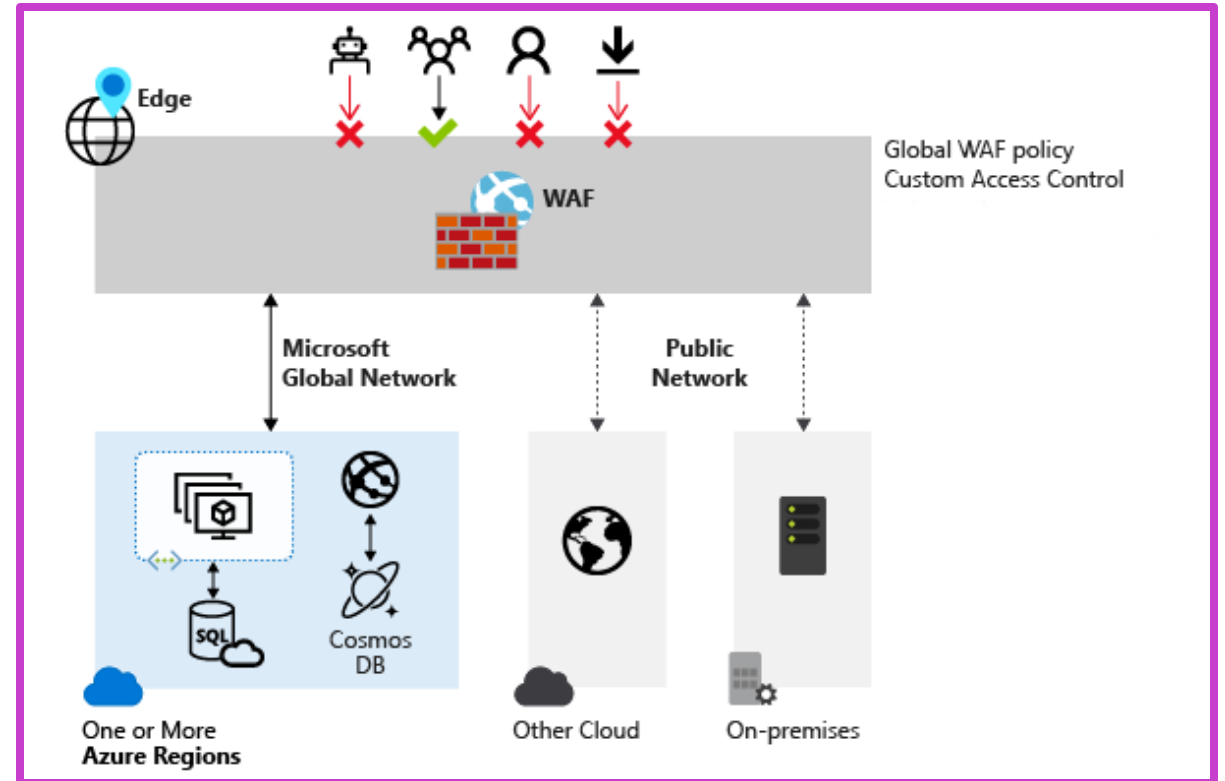 Edge
Global WAF policy
Custom Access Control
WAF
Microsoft
Global Network
Public
Network
SQL
Cosmos
DB
One or More
Azure Regions
Other Cloud
On-premises